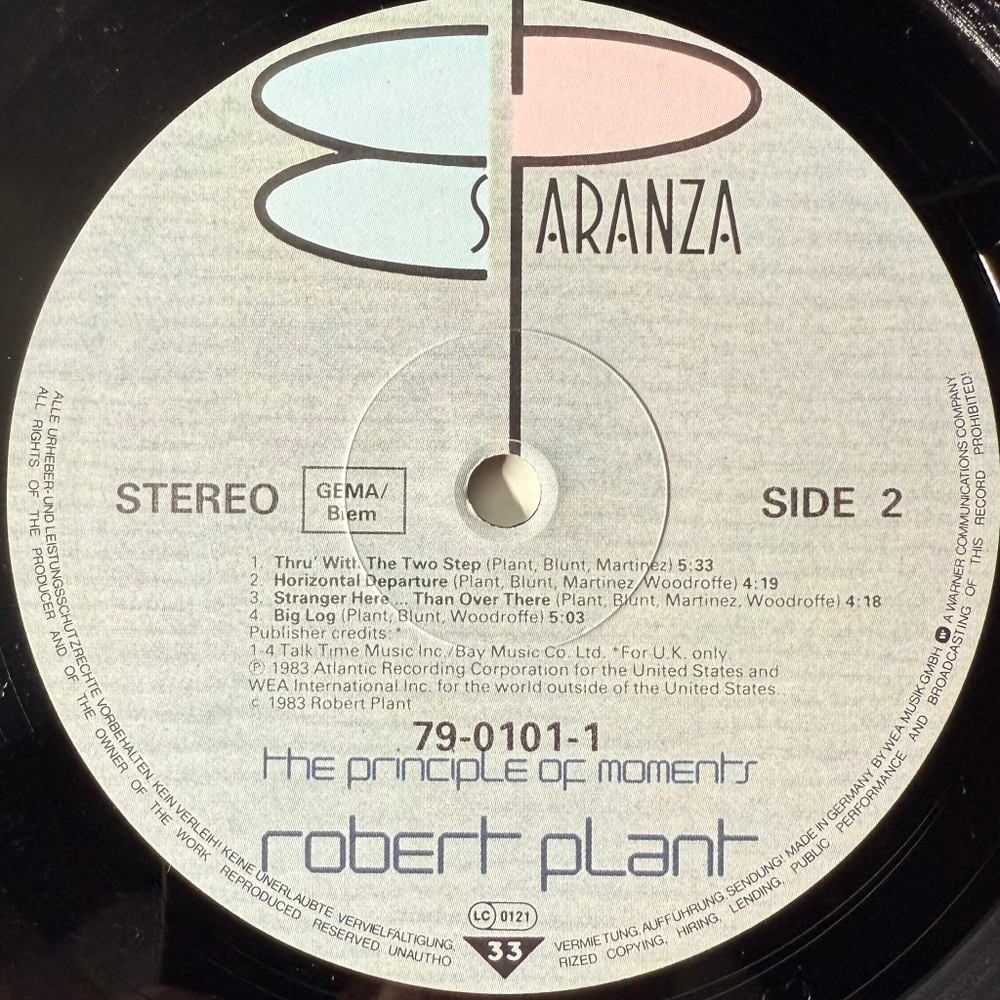 ES PARANZA
STEREO
GEMA/
Biem
SIDE 2
1. Thru' With The Two Step (Plant, Blunt, Martinez) 5:33
2. Horizontal Departure (Plant, Blunt, Martinez, Woodroffe) 4:19
3. Stranger Here ... Than Over There (Plant, Blunt, Martinez, Woodroffe) 4:18
4. Big Log (Plant, Blunt, Woodroffe) 5:03
Publisher credits:*
1-4 Talk Time Music Inc./Bay Music Co. Ltd. *For U.K. only.
℗ 1983 Atlantic Recording Corporation for the United States and
WEA International Inc. for the world outside of the United States.
c 1983 Robert Plant
79-0101-1
the principle of moments
robert plant
LC 0121
33
ALLE URHEBER- UND LEISTUNGSSCHUTZRECHTE VORBEHALTEN. KEIN VERLEIH! KEINE UNERLAUBTE VERVIELFÄLTIGUNG, VERMIETUNG, AUFFÜHRUNG, SENDUNG! MADE IN GERMANY BY WEA MUSIK GMBH A WARNER COMMUNICATIONS COMPANY
ALL RIGHTS OF THE PRODUCER AND OF THE OWNER OF THE WORK REPRODUCED RESERVED UNAUTHORIZED COPYING, HIRING, LENDING, PUBLIC PERFORMANCE AND BROADCASTING OF THIS RECORD PROHIBITED!